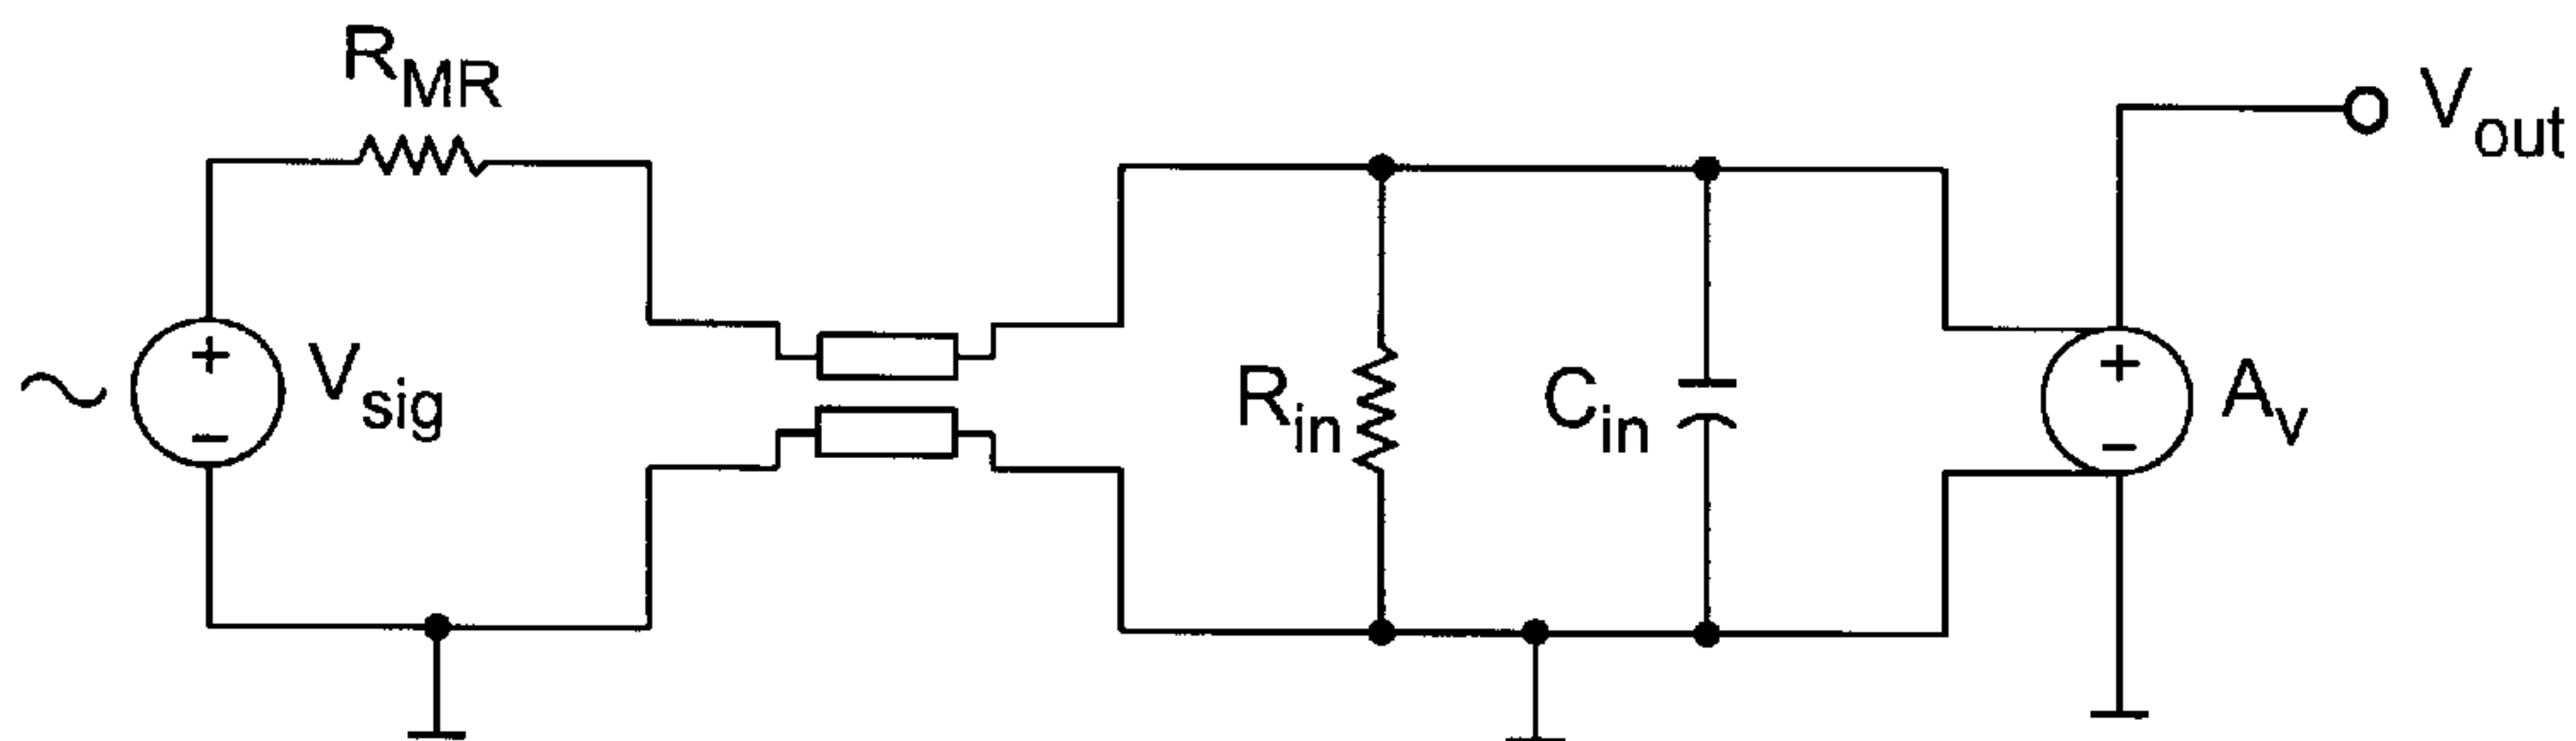 R_MR
V_out
+
V_sig
−
R_in
C_in
+
A_v
−